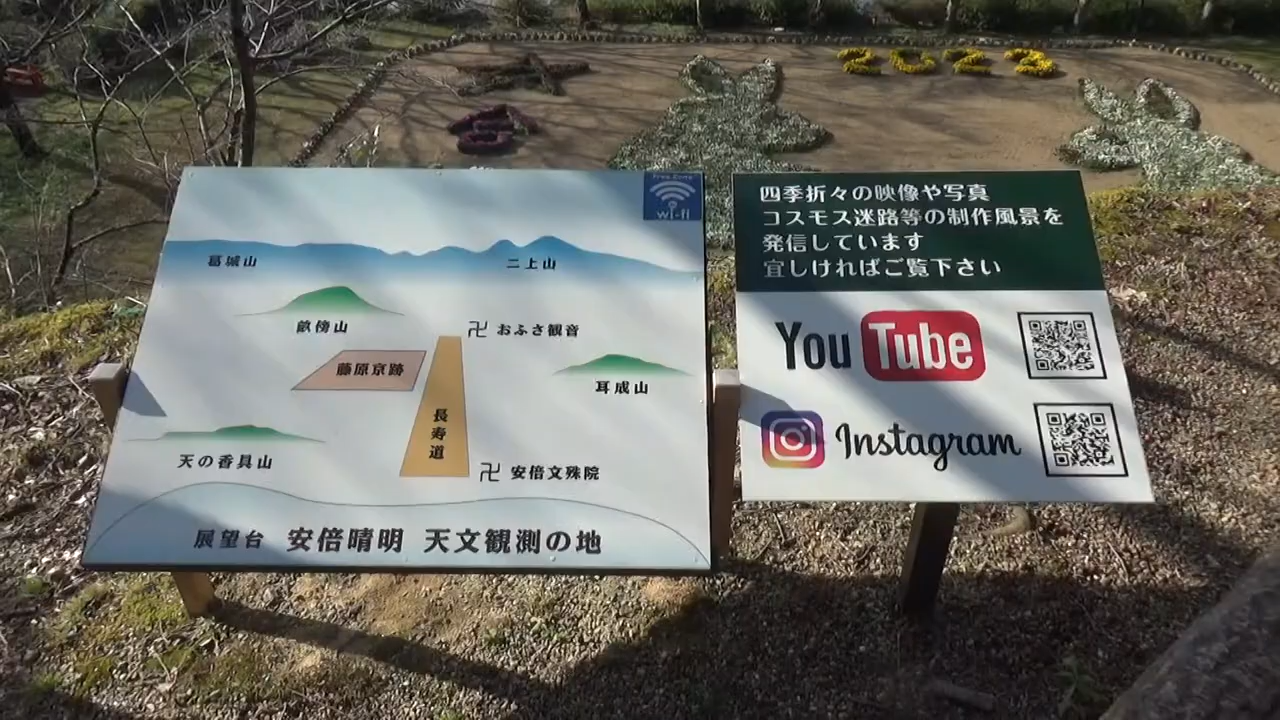 2023
Free Zone
Wi-Fi
葛城山
二上山
畝傍山
卍 おふさ観音
藤原京跡
耳成山
長寿道
天の香具山
卍 安倍文殊院
展望台 安倍晴明 天文観測の地
四季折々の映像や写真
コスモス迷路等の制作風景を
発信しています
宜しければご覧下さい
YouTube
Instagram